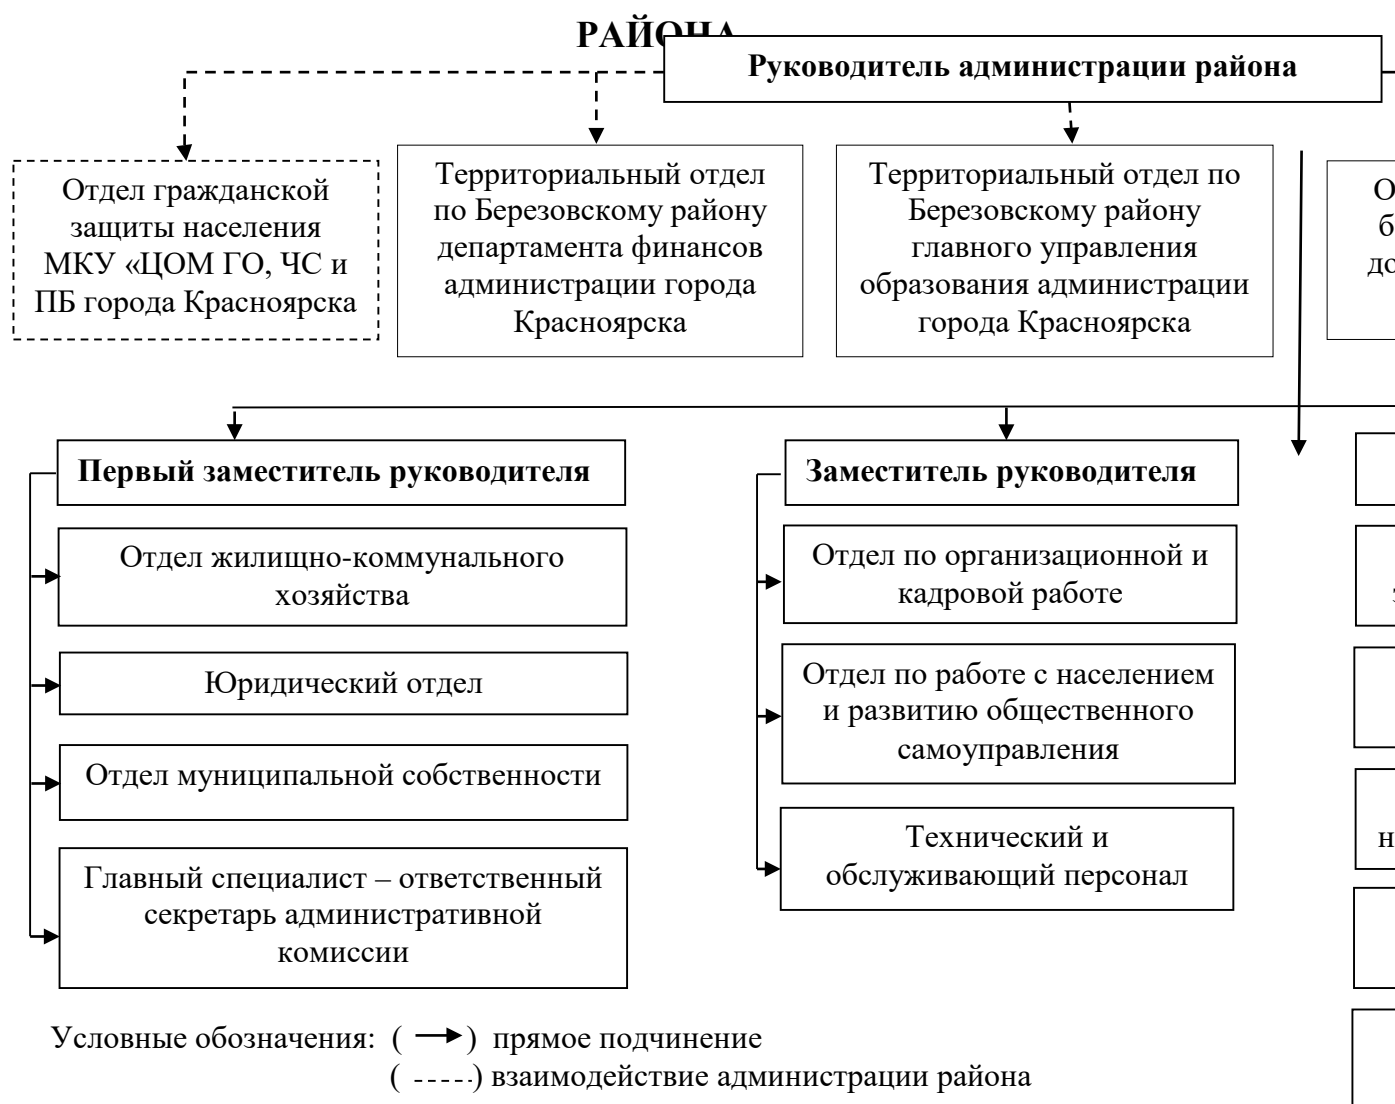 РАЙОНА
Руководитель администрации района
Отдел гражданской
защиты населения
МКУ «ЦОМ ГО, ЧС и
ПБ города Красноярска
Территориальный отдел
по Березовскому району
департамента финансов
администрации города
Красноярска
Территориальный отдел по
Березовскому району
главного управления
образования администрации
города Красноярска
Первый заместитель руководителя
Отдел жилищно-коммунального
хозяйства
Юридический отдел
Отдел муниципальной собственности
Главный специалист – ответственный
секретарь административной
комиссии
Заместитель руководителя
Отдел по организационной и
кадровой работе
Отдел по работе с населением
и развитию общественного
самоуправления
Технический и
обслуживающий персонал
Условные обозначения: ( ) прямое подчинение
( ----- ) взаимодействие администрации района